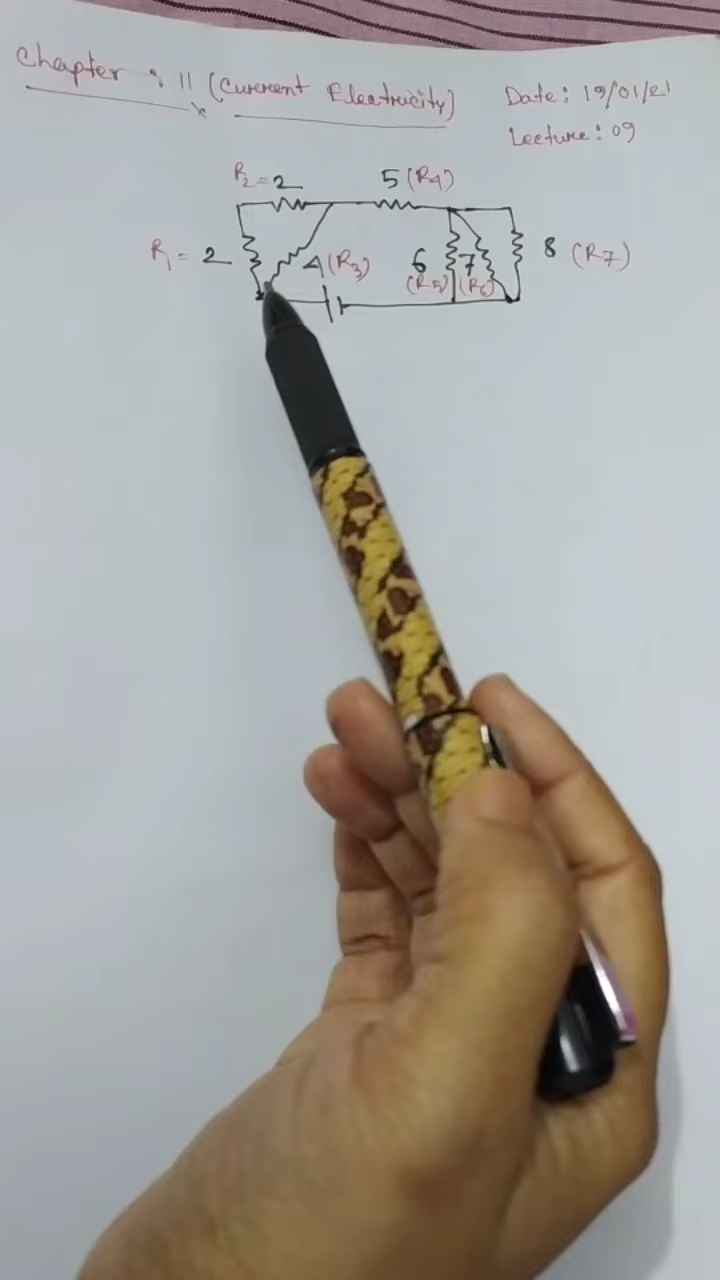 Chapter : 11 (Current Electricity)
Date: 19/01/21
Lecture: 09
R2 = 2
5 (R4)
R1 = 2
4 (R3)
6
(R5)
7
(R6)
8 (R7)